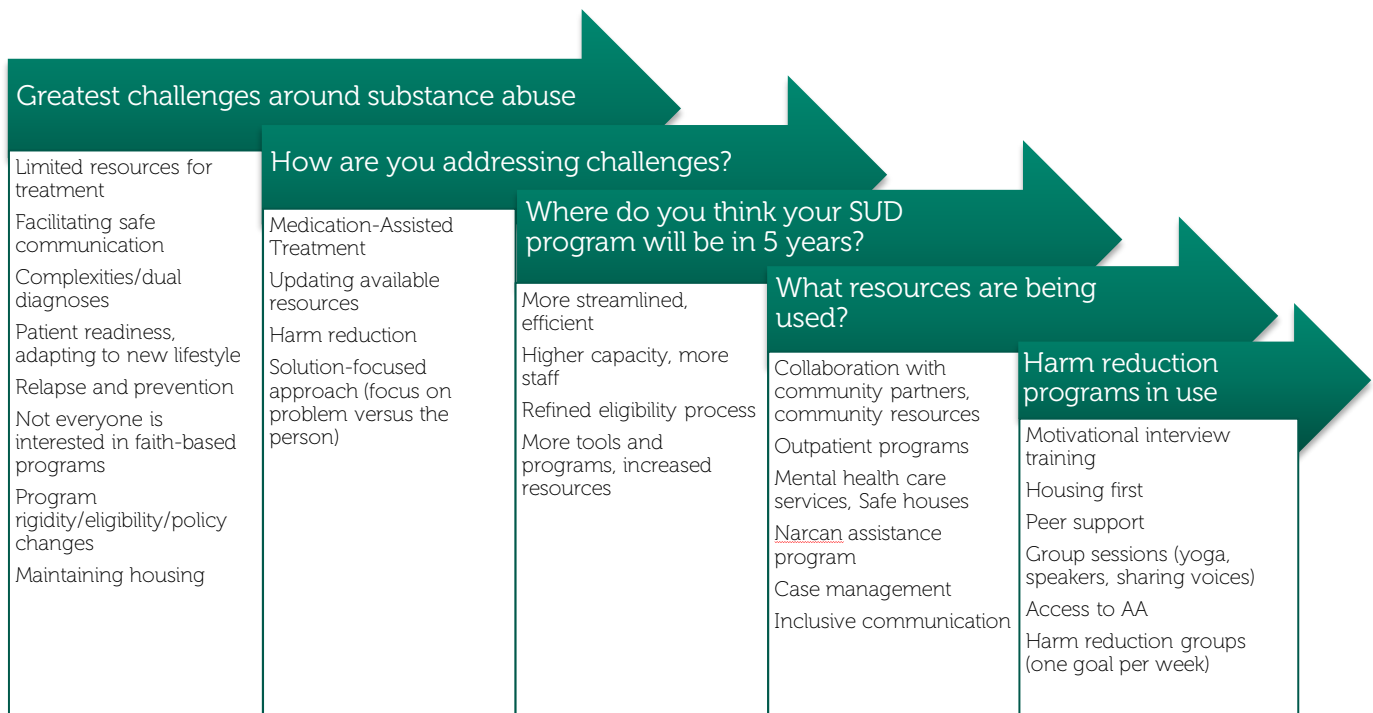 Greatest challenges around substance abuse
Limited resources for
treatment
Facilitating safe
communication
Complexities/dual
diagnoses
Patient readiness,
adapting to new lifestyle
Relapse and prevention
Not everyone is
interested in faith-based
programs
Program
rigidity/eligibility/policy
changes
Maintaining housing
How are you addressing challenges?
Medication-Assisted
Treatment
Updating available
resources
Harm reduction
Solution-focused
approach (focus on
problem versus the
person)
Where do you think your SUD
program will be in 5 years?
More streamlined,
efficient
Higher capacity, more
staff
Refined eligibility process
More tools and
programs, increased
resources
What resources are being
used?
Collaboration with
community partners,
community resources
Outpatient programs
Mental health care
services, Safe houses
Narcan assistance
program
Case management
Inclusive communication
Harm reduction
programs in use
Motivational interview
training
Housing first
Peer support
Group sessions (yoga,
speakers, sharing voices)
Access to AA
Harm reduction groups
(one goal per week)